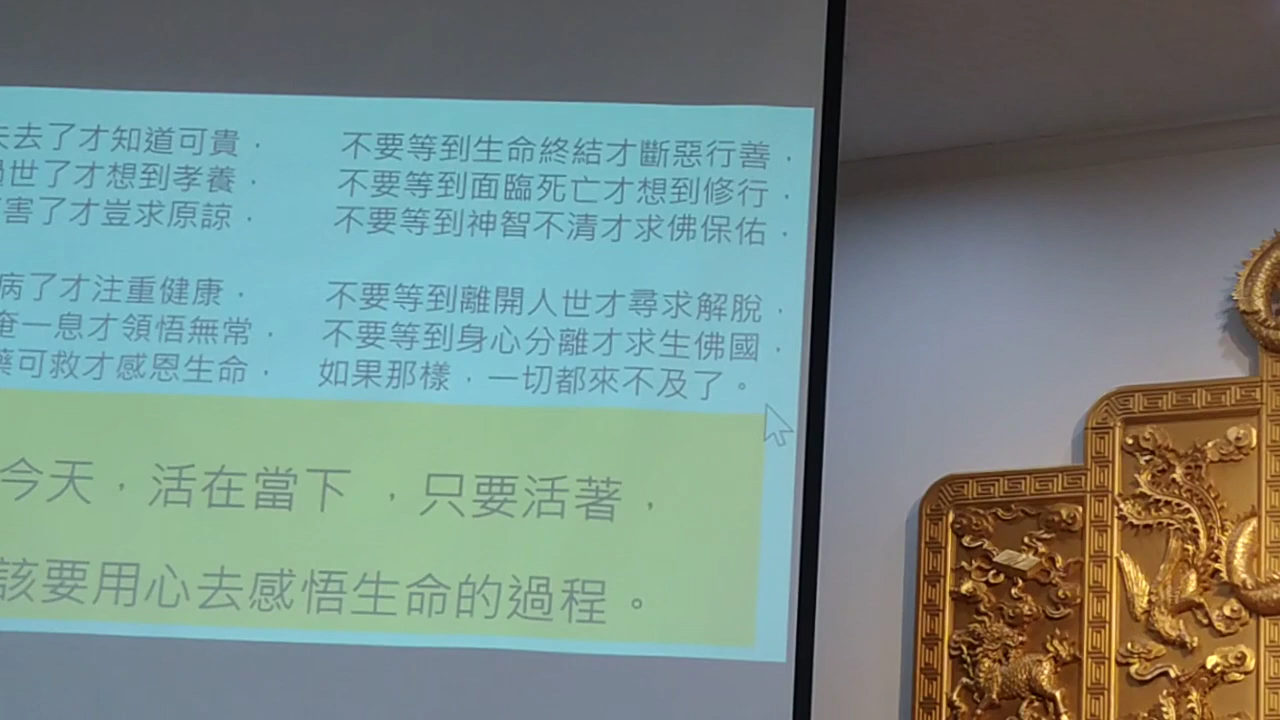 去了才知道可貴，
世了才想到孝養，
害了才豈求原諒，
病了才注重健康，
奄一息才領悟無常，
藥可救才感恩生命，
不要等到生命終結才斷惡行善，
不要等到面臨死亡才想到修行，
不要等到神智不清才求佛保佑，
不要等到離開人世才尋求解脫，
不要等到身心分離才求生佛國，
如果那樣，一切都來不及了。
今天，活在當下 ，只要活著，
該要用心去感悟生命的過程。